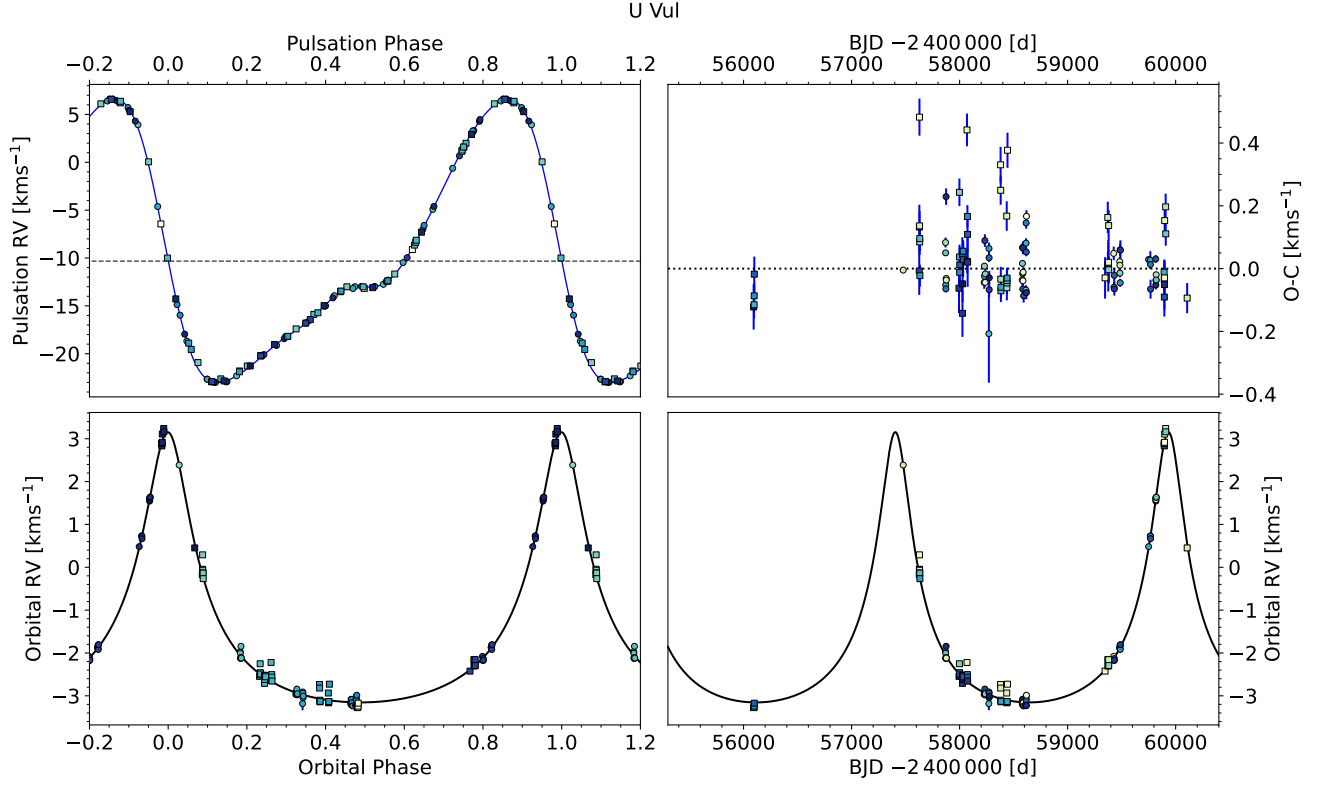 U Vul
Pulsation Phase
BJD −2 400 000 [d]
−0.2 0.0 0.2 0.4 0.6 0.8 1.0 1.2
56000 57000 58000 59000 60000
Pulsation RV [kms⁻¹]
5
0
−5
−10
−15
−20
0.4
0.2
0.0
−0.2
−0.4
O-C [kms⁻¹]
Orbital RV [kms⁻¹]
3
2
1
0
−1
−2
−3
3
2
1
0
−1
−2
−3
Orbital RV [kms⁻¹]
−0.2 0.0 0.2 0.4 0.6 0.8 1.0 1.2
56000 57000 58000 59000 60000
Orbital Phase
BJD −2 400 000 [d]